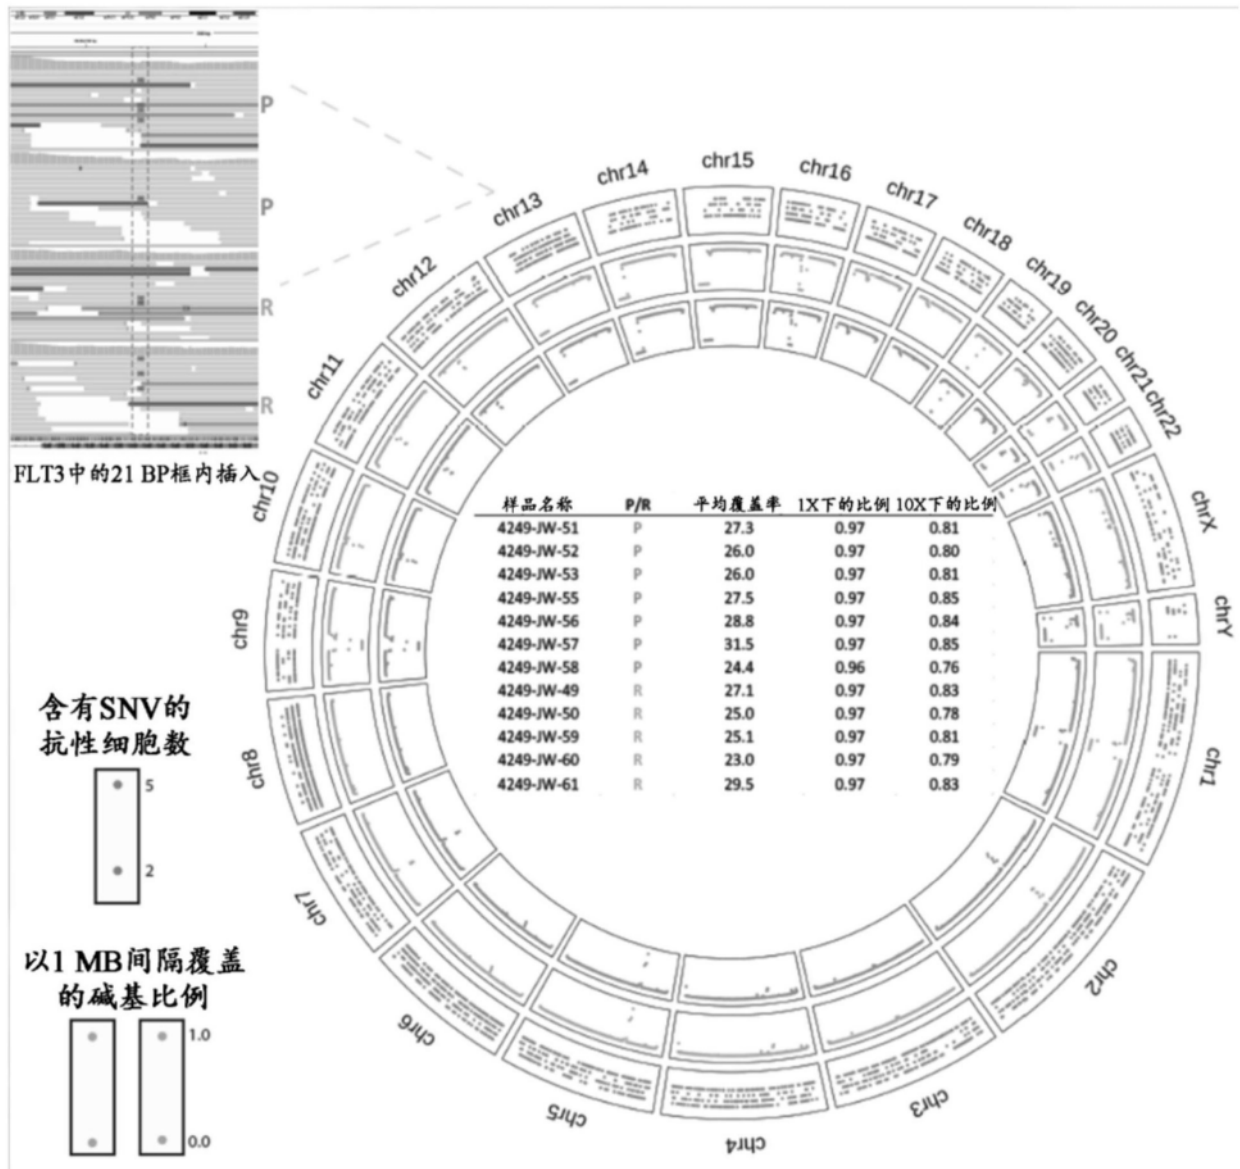 P
P
R
R
FLT3中的21 BP框内插入
chr13
chr14
chr15
chr16
chr17
chr18
chr19
chr20
chr21
chr22
chrX
chrY
chr1
chr2
chr3
chr4
chr5
chr6
chr7
chr8
chr9
chr10
chr11
chr12
样品名称 P/R 平均覆盖率 1X下的比例 10X下的比例
4249-JW-51 P 27.3 0.97 0.81
4249-JW-52 P 26.0 0.97 0.80
4249-JW-53 P 26.0 0.97 0.81
4249-JW-55 P 27.5 0.97 0.85
4249-JW-56 P 28.8 0.97 0.84
4249-JW-57 P 31.5 0.97 0.85
4249-JW-58 P 24.4 0.96 0.76
4249-JW-49 R 27.1 0.97 0.83
4249-JW-50 R 25.0 0.97 0.78
4249-JW-59 R 25.1 0.97 0.81
4249-JW-60 R 23.0 0.97 0.79
4249-JW-61 R 29.5 0.97 0.83
含有SNV的
抗性细胞数
5
2
以1 MB间隔覆盖
的碱基比例
1.0
0.0